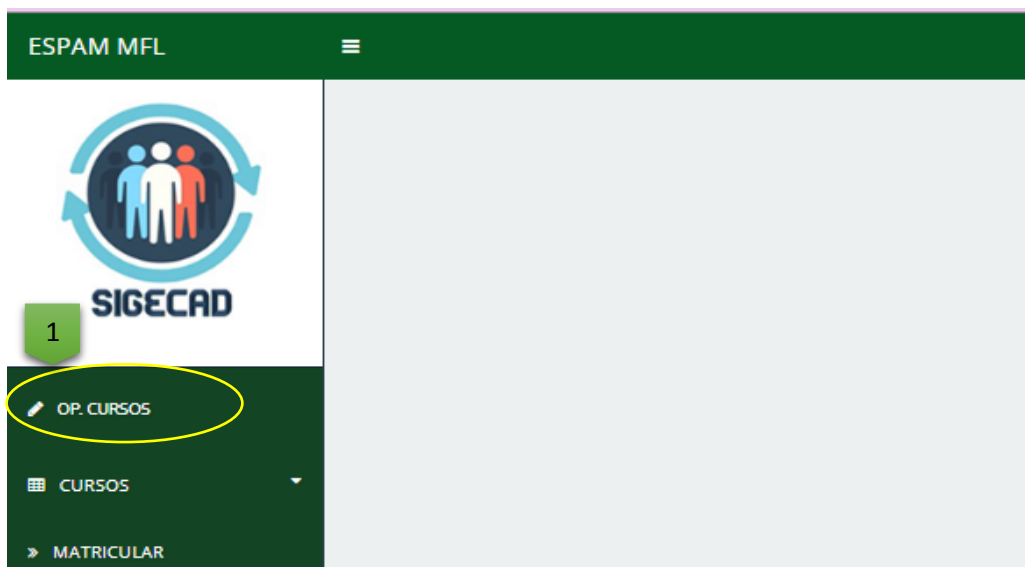 ESPAM MFL
SIGECAD
1
OP. CURSOS
CURSOS
MATRICULAR